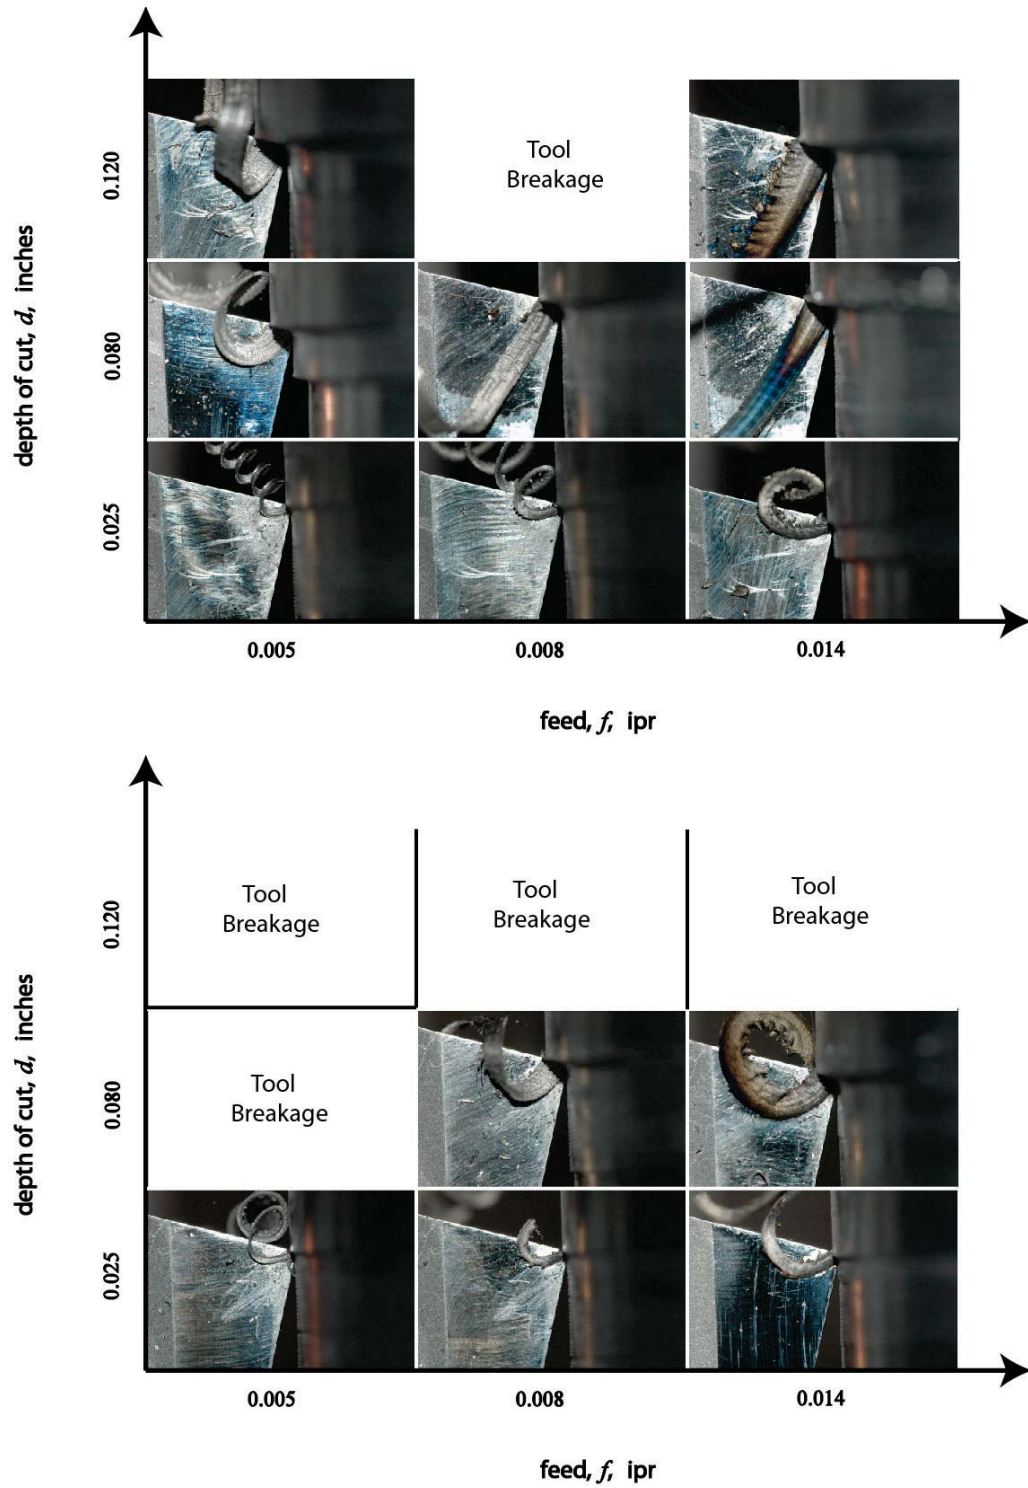 depth of cut, d, inches
0.120
0.080
0.025
Tool
Breakage
0.005
0.008
0.014
feed, f, ipr
depth of cut, d, inches
0.120
0.080
0.025
Tool
Breakage
Tool
Breakage
Tool
Breakage
Tool
Breakage
0.005
0.008
0.014
feed, f, ipr